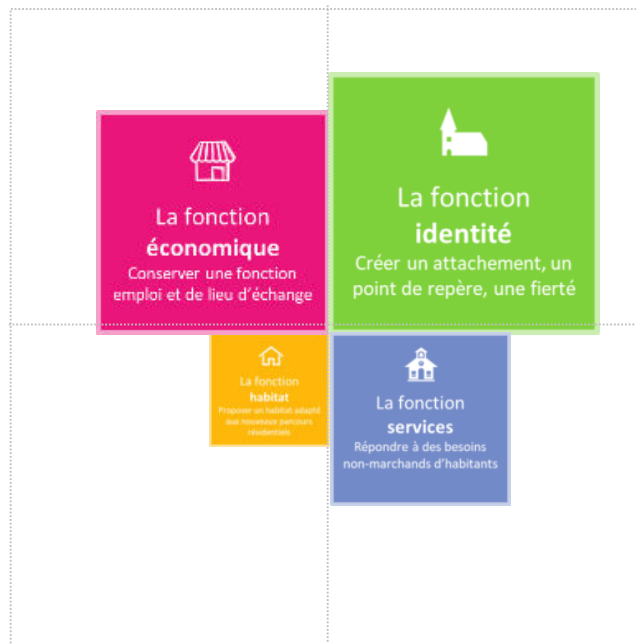 La fonction
économique
Conserver une fonction
emploi et de lieu d'échange
La fonction
identité
Créer un attachement, un
point de repère, une fierté
La fonction
habitat
Proposer un habitat adapté
aux nouveaux parcours
résidentiels
La fonction
services
Répondre à des besoins
non-marchands d'habitants